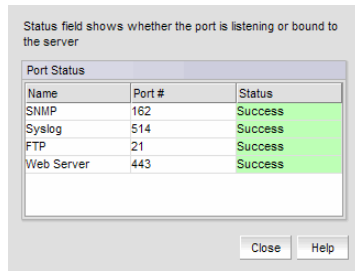 Status field shows whether the port is listening or bound to
the server
Port Status
Name Port # Status
SNMP 162 Success
Syslog 514 Success
FTP 21 Success
Web Server 443 Success
Close Help